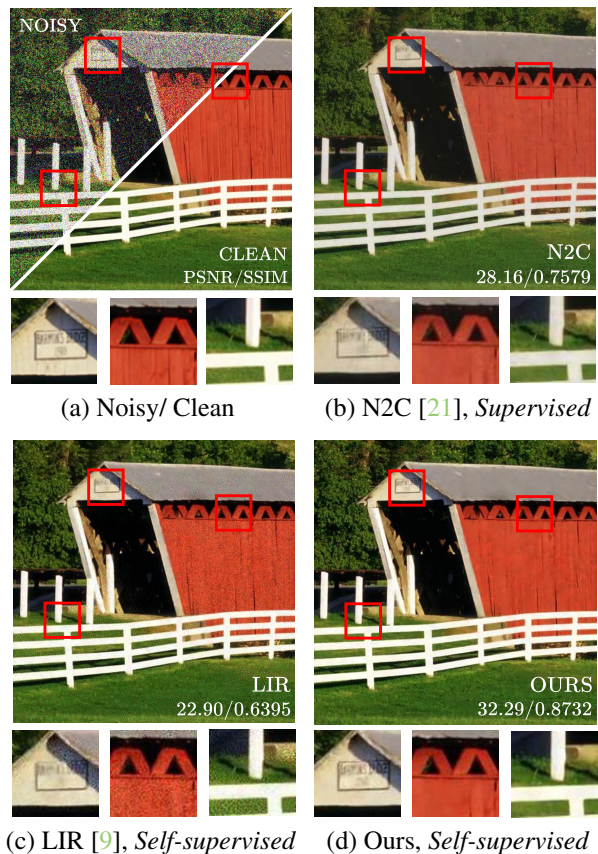 NOISY
CLEAN
PSNR/SSIM
N2C
28.16/0.7579
(a) Noisy/ Clean
(b) N2C [21], Supervised
LIR
22.90/0.6395
OURS
32.29/0.8732
(c) LIR [9], Self-supervised
(d) Ours, Self-supervised